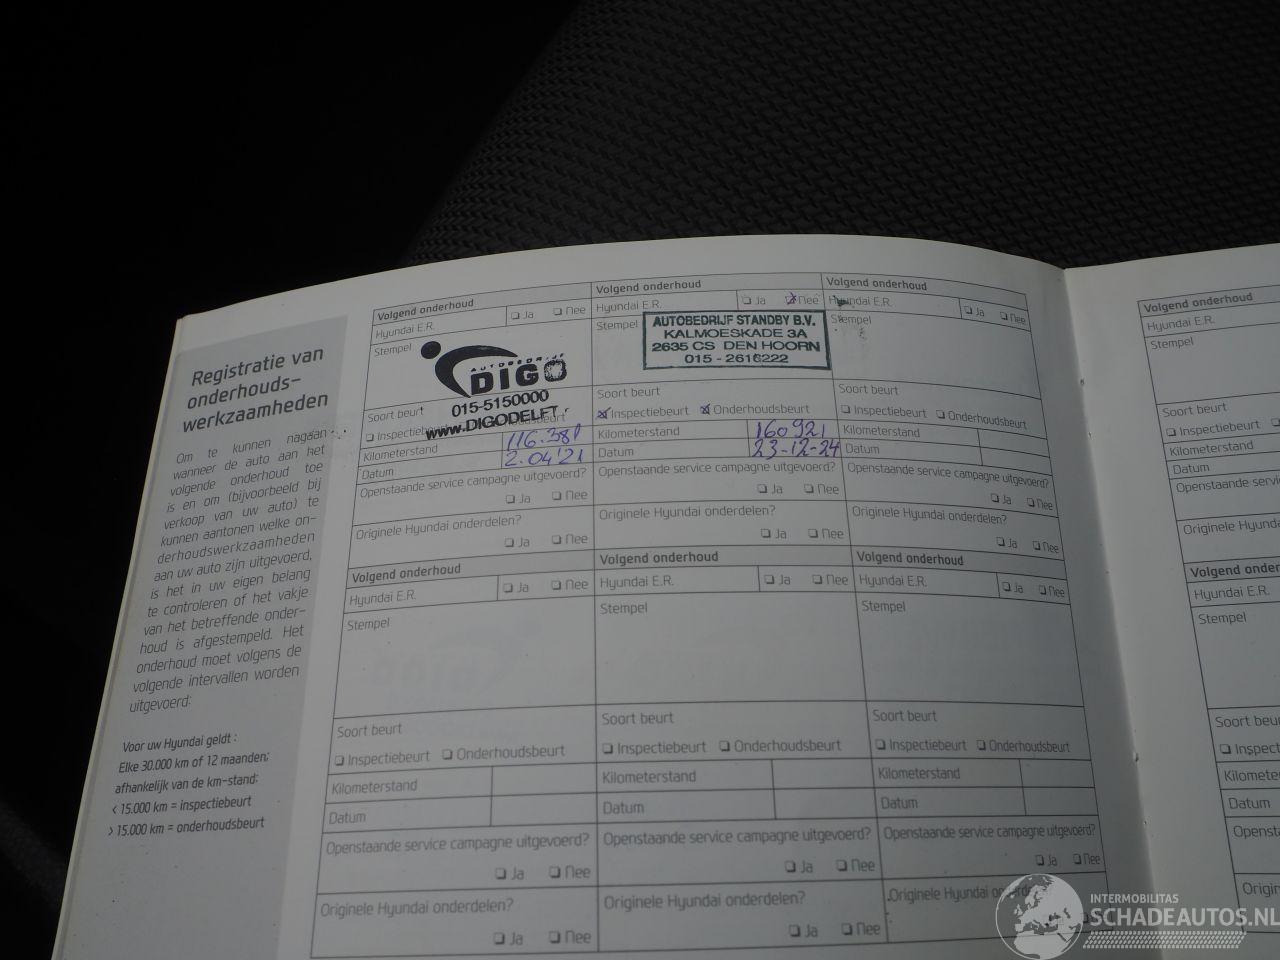 Registratie van
onderhouds-
werkzaamheden
Om te kunnen nagaan
wanneer de auto aan het
volgende onderhoud toe
is en om (bijvoorbeeld bij
verkoop van uw auto) te
kunnen aantonen welke on-
derhoudswerkzaamheden
aan uw auto zijn uitgevoerd,
is het in uw eigen belang
te controleren of het vakje
van het betreffende onder-
houd is afgestempeld. Het
onderhoud moet volgens de
volgende intervallen worden
uitgevoerd:
Voor uw Hyundai geldt :
Elke 30.000 km of 12 maanden;
afhankelijk van de km-stand;
< 15.000 km = inspectiebeurt
> 15.000 km = onderhoudsbeurt
Volgend onderhoud
Hyundai E.R. Ja Nee
Stempel
AUTOBEDRIJF
DIGO
015-5150000
www.DIGODELFT
Soort beurt
Kilometerstand
Datum 2.04'21
Openstaande service campagne uitgevoerd?
Ja Nee
Originele Hyundai onderdelen?
Ja Nee
Volgend onderhoud
Hyundai E.R. Ja Nee
Stempel
AUTOBEDRIJF STANDBY B.V.
KALMOESKADE 3A
2635 CS DEN HOORN
015 - 2616222
Soort beurt
Inspectiebeurt Onderhoudsbeurt
Kilometerstand 160921
Datum 23-12-24
Openstaande service campagne uitgevoerd?
Ja Nee
Originele Hyundai onderdelen?
Ja Nee
Volgend onderhoud
Hyundai E.R. Ja Nee
Stempel
Soort beurt
Inspectiebeurt Onderhoudsbeurt
Kilometerstand
Datum
Openstaande service campagne uitgevoerd?
Ja Nee
Originele Hyundai onderdelen?
Ja Nee
Volgend onderhoud
Hyundai E.R. Ja Nee
Stempel
Soort beurt
Inspectiebeurt Onderhoudsbeurt
Kilometerstand
Datum
Openstaande service campagne uitgevoerd?
Ja Nee
Originele Hyundai onderdelen?
Ja Nee
Volgend onderhoud
Hyundai E.R. Ja Nee
Stempel
Soort beurt
Inspectiebeurt Onderhoudsbeurt
Kilometerstand
Datum
Openstaande service campagne uitgevoerd?
Ja Nee
Originele Hyundai onderdelen?
Ja Nee
Volgend onderhoud
Hyundai E.R. Ja Nee
Stempel
Soort beurt
Inspectiebeurt Onderhoudsbeurt
Kilometerstand
Datum
Openstaande service campagne uitgevoerd?
Ja Nee
Originele Hyundai
Volgend onderhoud
Hyundai E.R.
Stempel
Soort beurt
Kilometerstand
Datum
Openstaande
Originele
Hyundai E.R.
Stempel
Soort beurt
Datum
INTERMOBILITAS
SCHADEAUTOS.NL